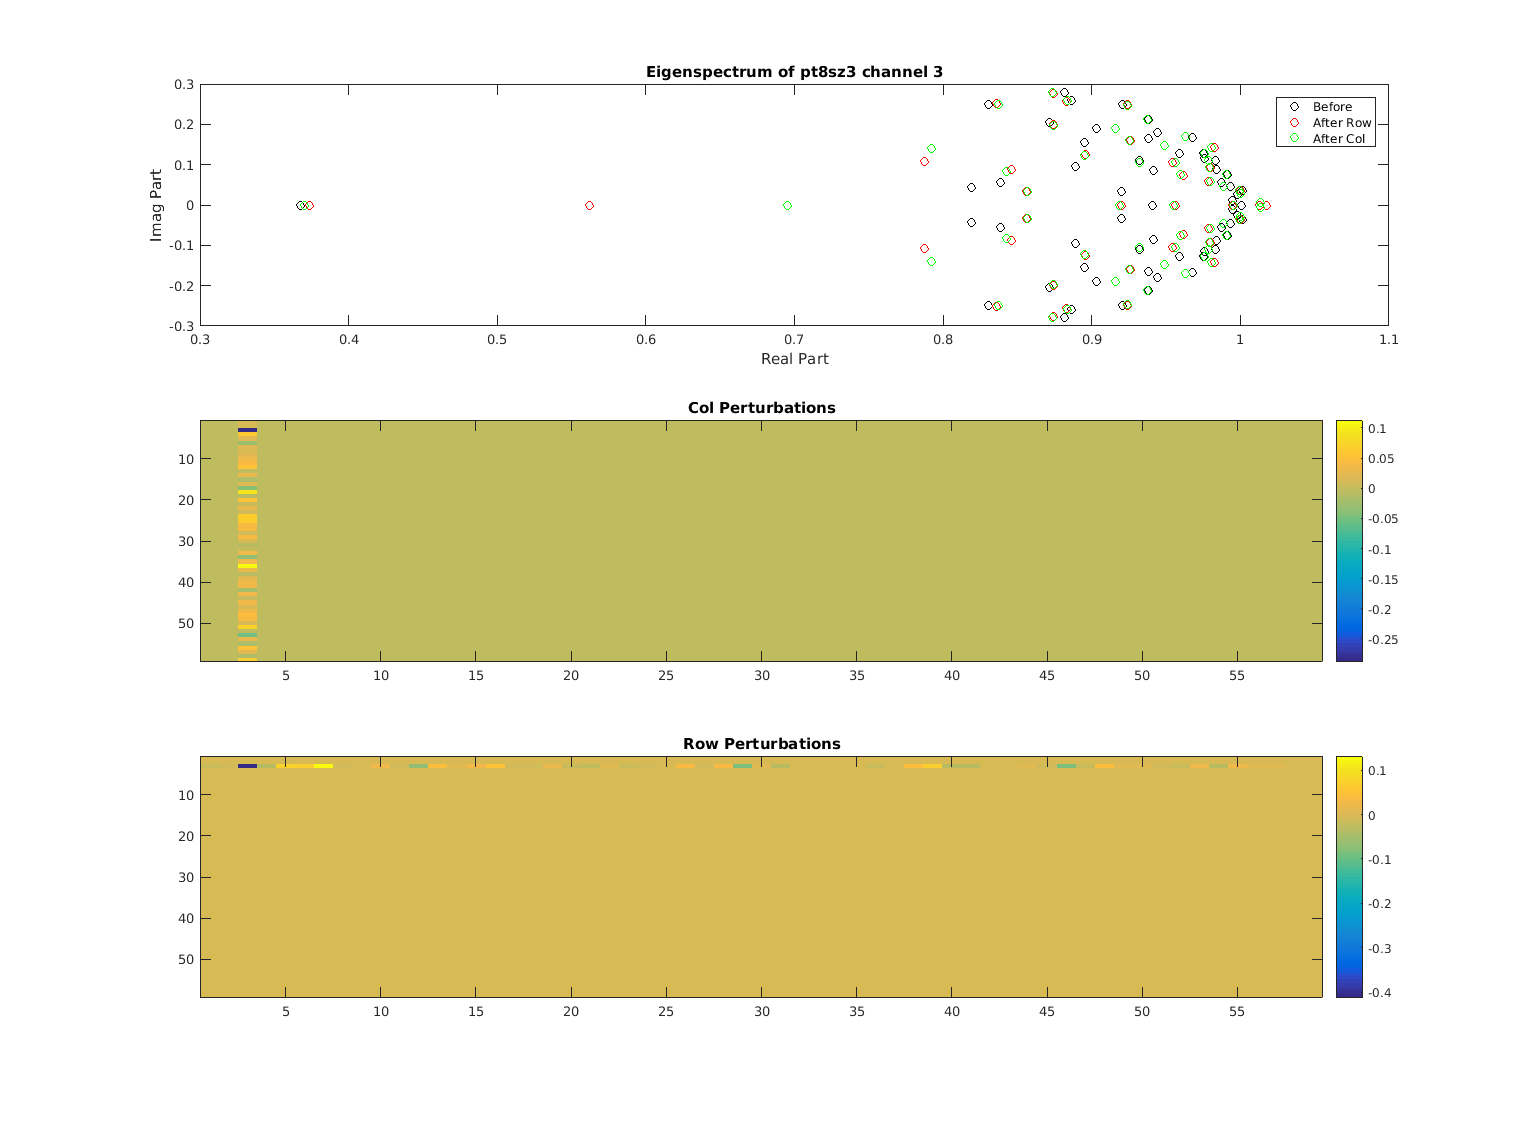 Eigenspectrum of pt8sz3 channel 3
0.3
0.2
0.1
0
-0.1
-0.2
-0.3
Imag Part
Before
After Row
After Col
0.3 0.4 0.5 0.6 0.7 0.8 0.9 1 1.1
Real Part
Col Perturbations
10
20
30
40
50
5 10 15 20 25 30 35 40 45 50 55
0.1
0.05
0
-0.05
-0.1
-0.15
-0.2
-0.25
Row Perturbations
10
20
30
40
50
5 10 15 20 25 30 35 40 45 50 55
0.1
0
-0.1
-0.2
-0.3
-0.4